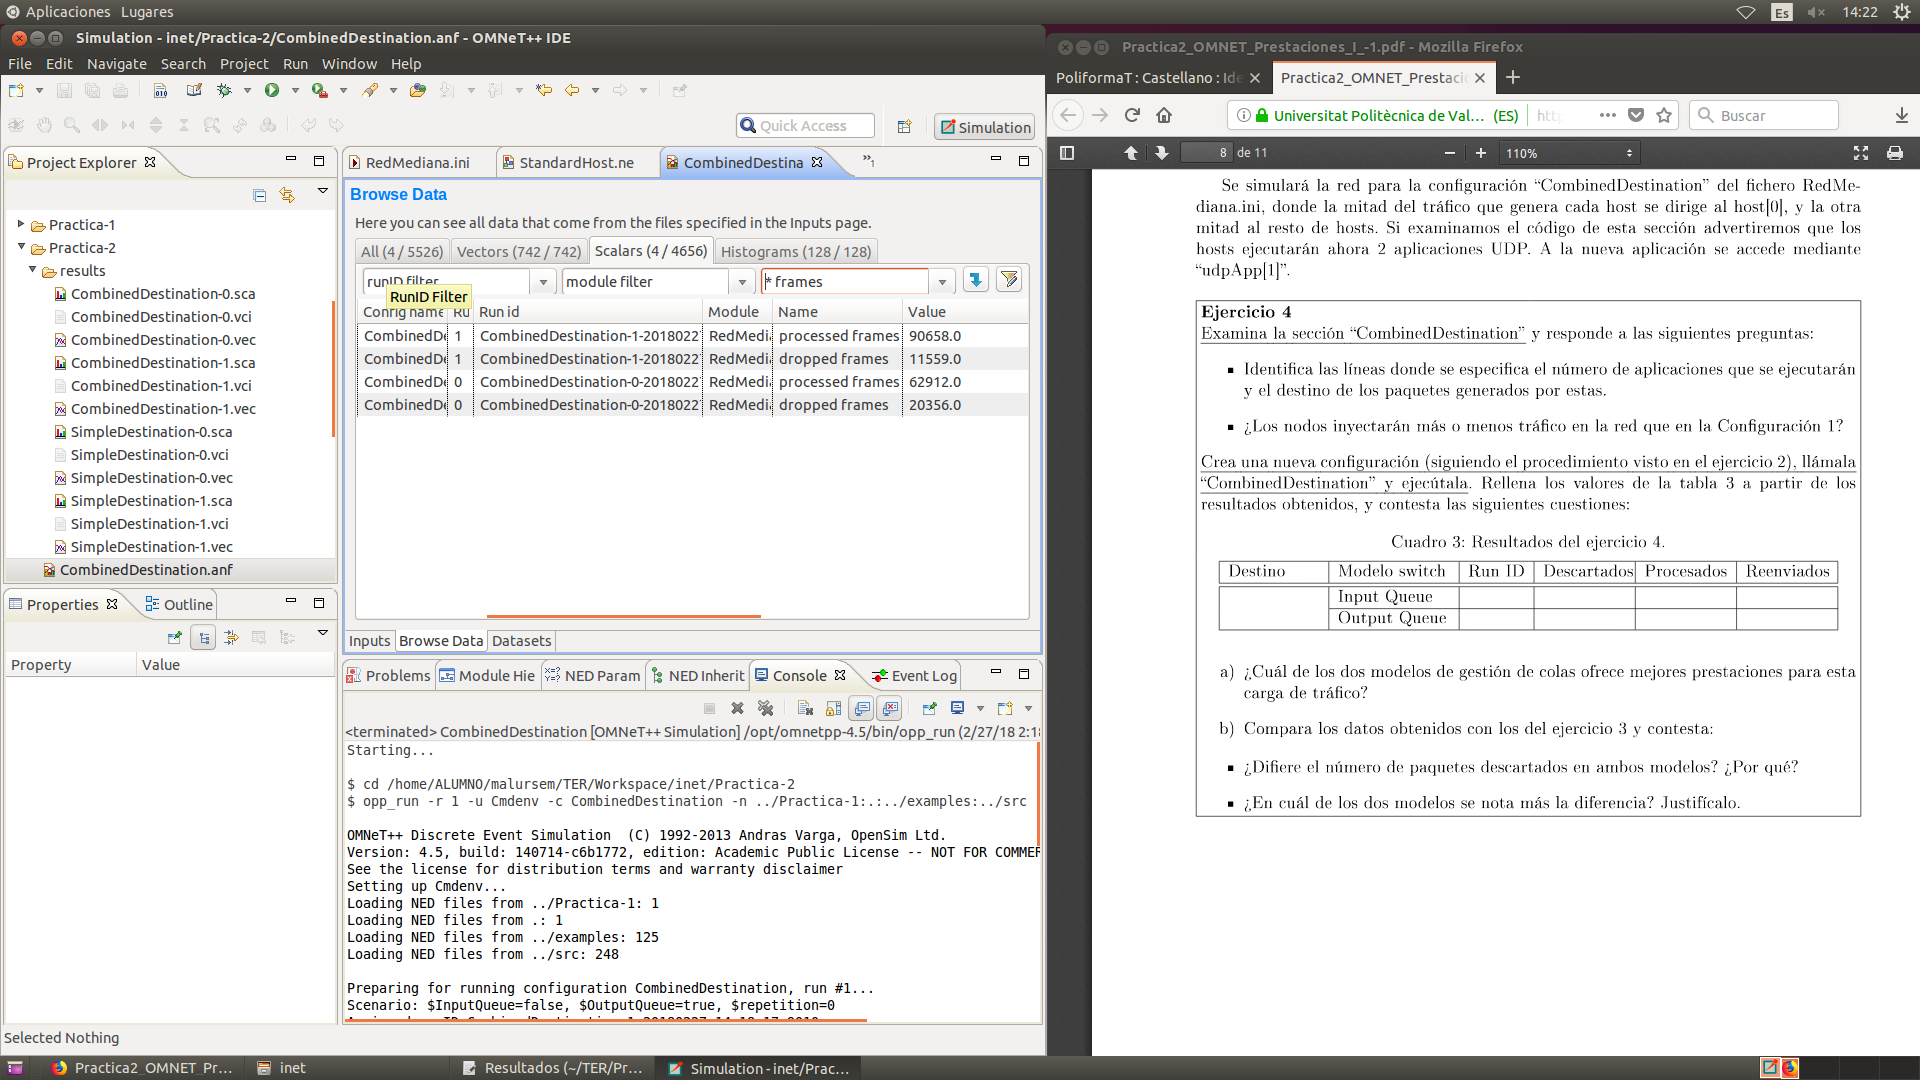 Aplicaciones Lugares
Es 14:22
Simulation - inet/Practica-2/CombinedDestination.anf - OMNeT++ IDE
File Edit Navigate Search Project Run Window Help
Quick Access
Simulation
Project Explorer
Practica-1
Practica-2
results
CombinedDestination-0.sca
CombinedDestination-0.vci
CombinedDestination-0.vec
CombinedDestination-1.sca
CombinedDestination-1.vci
CombinedDestination-1.vec
SimpleDestination-0.sca
SimpleDestination-0.vci
SimpleDestination-0.vec
SimpleDestination-1.sca
SimpleDestination-1.vci
SimpleDestination-1.vec
CombinedDestination.anf
Properties Outline
Property Value
RedMediana.ini StandardHost.ne CombinedDestina »1
Browse Data
Here you can see all data that come from the files specified in the Inputs page.
All (4 / 5526) Vectors (742 / 742) Scalars (4 / 4656) Histograms (128 / 128)
runID filter module filter * frames
RunID Filter
Config name Ru Run id Module Name Value
CombinedDe 1 CombinedDestination-1-2018022 RedMedia processed frames 90658.0
CombinedDe 1 CombinedDestination-1-2018022 RedMedia dropped frames 11559.0
CombinedDe 0 CombinedDestination-0-2018022 RedMedia processed frames 62912.0
CombinedDe 0 CombinedDestination-0-2018022 RedMedia dropped frames 20356.0
Inputs Browse Data Datasets
Problems Module Hie NED Param NED Inherit Console Event Log
<terminated> CombinedDestination [OMNeT++ Simulation] /opt/omnetpp-4.5/bin/opp_run (2/27/18 2:18
Starting...
$ cd /home/ALUMNO/malursem/TER/Workspace/inet/Practica-2
$ opp_run -r 1 -u Cmdenv -c CombinedDestination -n ../Practica-1:.:../examples:../src
OMNeT++ Discrete Event Simulation (C) 1992-2013 Andras Varga, OpenSim Ltd.
Version: 4.5, build: 140714-c6b1772, edition: Academic Public License -- NOT FOR COMMER
See the license for distribution terms and warranty disclaimer
Setting up Cmdenv...
Loading NED files from ../Practica-1: 1
Loading NED files from .: 1
Loading NED files from ../examples: 125
Loading NED files from ../src: 248
Preparing for running configuration CombinedDestination, run #1...
Scenario: $InputQueue=false, $OutputQueue=true, $repetition=0
Selected Nothing
Practica2_OMNET_Prestaciones_I_-1.pdf - Mozilla Firefox
PoliformaT : Castellano : Ide Practica2_OMNET_Prestaci
Universitat Politècnica de Val... (ES) http Buscar
8 de 11 110%
Se simulará la red para la configuración “CombinedDestination” del fichero RedMe-
diana.ini, donde la mitad del tráfico que genera cada host se dirige al host[0], y la otra
mitad al resto de hosts. Si examinamos el código de esta sección advertiremos que los
hosts ejecutarán ahora 2 aplicaciones UDP. A la nueva aplicación se accede mediante
“udpApp[1]”.
Ejercicio 4
Examina la sección “CombinedDestination” y responde a las siguientes preguntas:
▪ Identifica las líneas donde se especifica el número de aplicaciones que se ejecutarán
y el destino de los paquetes generados por estas.
▪ ¿Los nodos inyectarán más o menos tráfico en la red que en la Configuración 1?
Crea una nueva configuración (siguiendo el procedimiento visto en el ejercicio 2), llámala
“CombinedDestination” y ejecútala. Rellena los valores de la tabla 3 a partir de los
resultados obtenidos, y contesta las siguientes cuestiones:
Cuadro 3: Resultados del ejercicio 4.
Destino Modelo switch Run ID Descartados Procesados Reenviados
Input Queue
Output Queue
a) ¿Cuál de los dos modelos de gestión de colas ofrece mejores prestaciones para esta
carga de tráfico?
b) Compara los datos obtenidos con los del ejercicio 3 y contesta:
▪ ¿Difiere el número de paquetes descartados en ambos modelos? ¿Por qué?
▪ ¿En cuál de los dos modelos se nota más la diferencia? Justifícalo.
Practica2_OMNET_Pr... inet Resultados (~/TER/Pr... Simulation - inet/Prac...